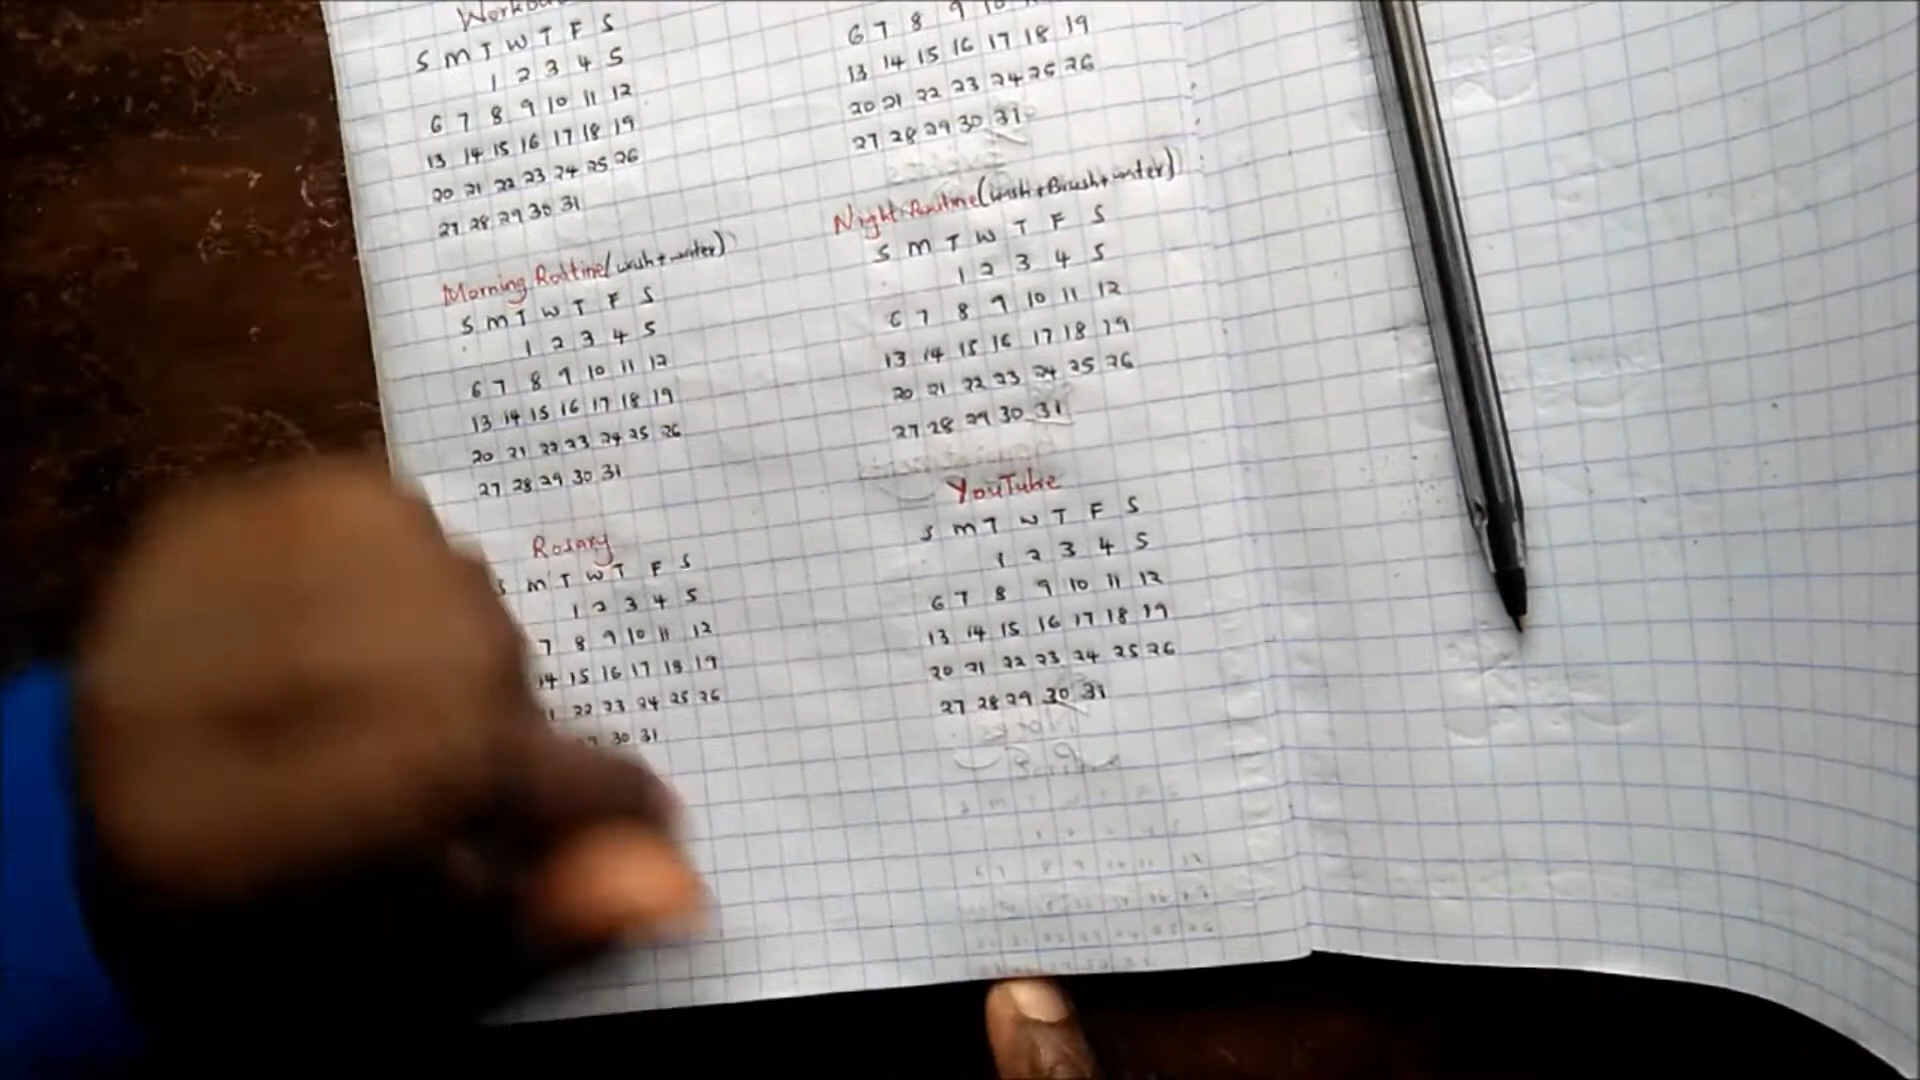 S M T W T F S
1 2 3 4 5
6 7 8 9 10 11 12
13 14 15 16 17 18 19
20 21 22 23 24 25 26
27 28 29 30 31
Morning Routine (wash + water)
S M T W T F S
1 2 3 4 5
6 7 8 9 10 11 12
13 14 15 16 17 18 19
20 21 22 23 24 25 26
27 28 29 30 31
Rosary
S M T W T F S
1 2 3 4 5
7 8 9 10 11 12
14 15 16 17 18 19
22 23 24 25 26
30 31
6 7 8 9 10
13 14 15 16 17 18 19
20 21 22 23 24 25 26
27 28 29 30 31
Night Routine (wash + Brush + water)
S M T W T F S
1 2 3 4 5
6 7 8 9 10 11 12
13 14 15 16 17 18 19
20 21 22 23 24 25 26
27 28 29 30 31
YouTube
S M T W T F S
1 2 3 4 5
6 7 8 9 10 11 12
13 14 15 16 17 18 19
20 21 22 23 24 25 26
27 28 29 30 31